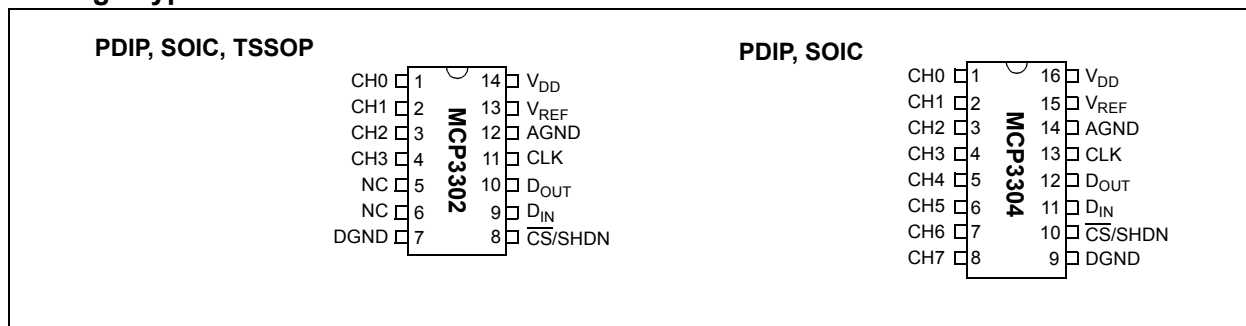 PDIP, SOIC, TSSOP
CH0 1 14 VDD
CH1 2 13 VREF
CH2 3 12 AGND
CH3 4 11 CLK
NC 5 10 DOUT
NC 6 9 DIN
DGND 7 8 CS/SHDN
MCP3302
PDIP, SOIC
CH0 1 16 VDD
CH1 2 15 VREF
CH2 3 14 AGND
CH3 4 13 CLK
CH4 5 12 DOUT
CH5 6 11 DIN
CH6 7 10 CS/SHDN
CH7 8 9 DGND
MCP3304